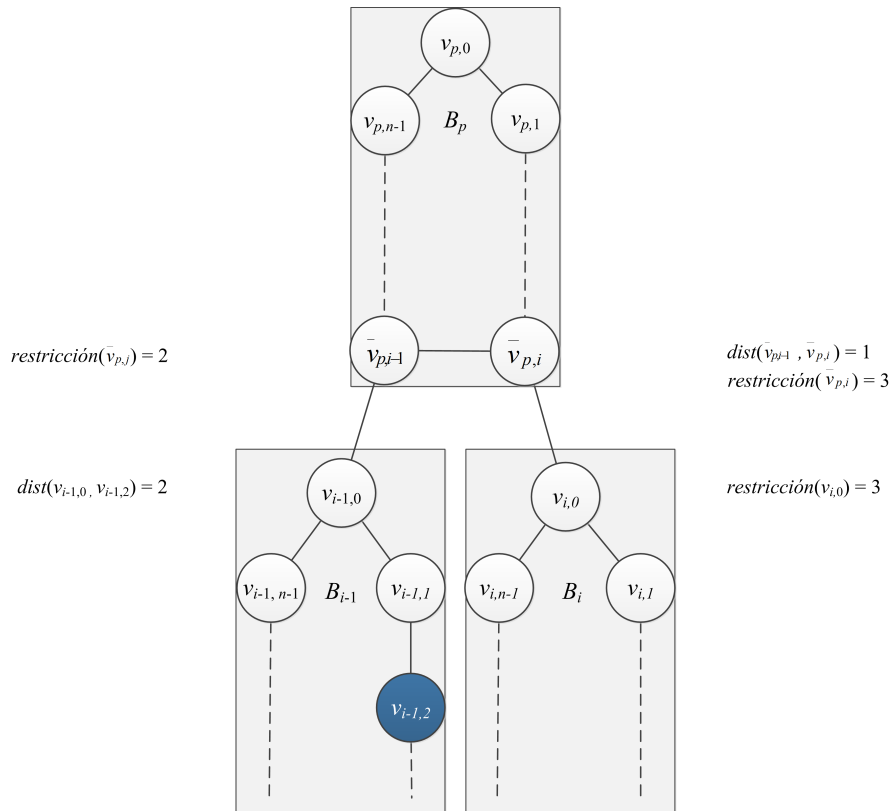 v_{p,0}
v_{p,n-1} B_p v_{p,1}
restricción(v̄_{p,j}) = 2
v̄_{p,i-1} v̄_{p,i}
dist(v̄_{p,i-1} , v̄_{p,i}) = 1
restricción(v̄_{p,i}) = 3
dist(v_{i-1,0} , v_{i-1,2}) = 2
v_{i-1,0} v_{i,0}
restricción(v_{i,0}) = 3
v_{i-1, n-1} B_{i-1} v_{i-1,1} v_{i,n-1} B_i v_{i,1}
v_{i-1,2}